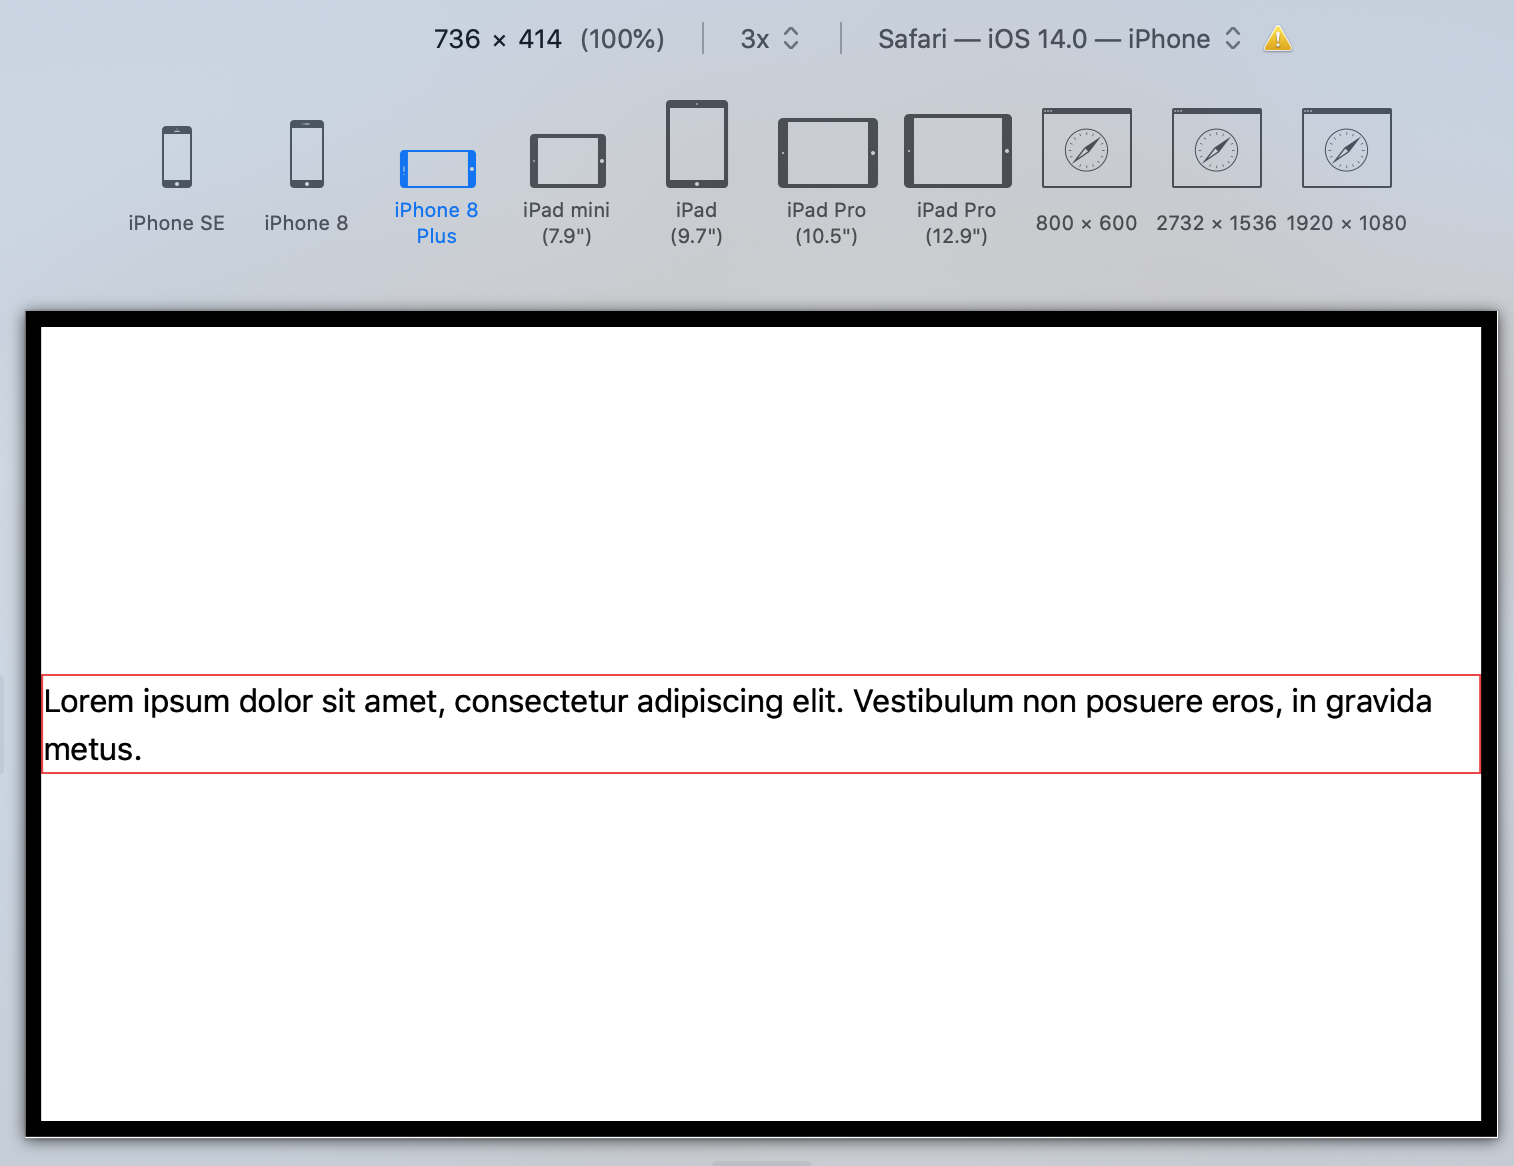 736 × 414 (100%) 3x Safari — iOS 14.0 — iPhone
iPhone SE
iPhone 8
iPhone 8
Plus
iPad mini
(7.9")
iPad
(9.7")
iPad Pro
(10.5")
iPad Pro
(12.9")
800 × 600
2732 × 1536
1920 × 1080
Lorem ipsum dolor sit amet, consectetur adipiscing elit. Vestibulum non posuere eros, in gravida
metus.